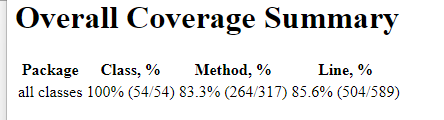 Overall Coverage Summary
Package Class, % Method, % Line, %
all classes 100% (54/54) 83.3% (264/317) 85.6% (504/589)